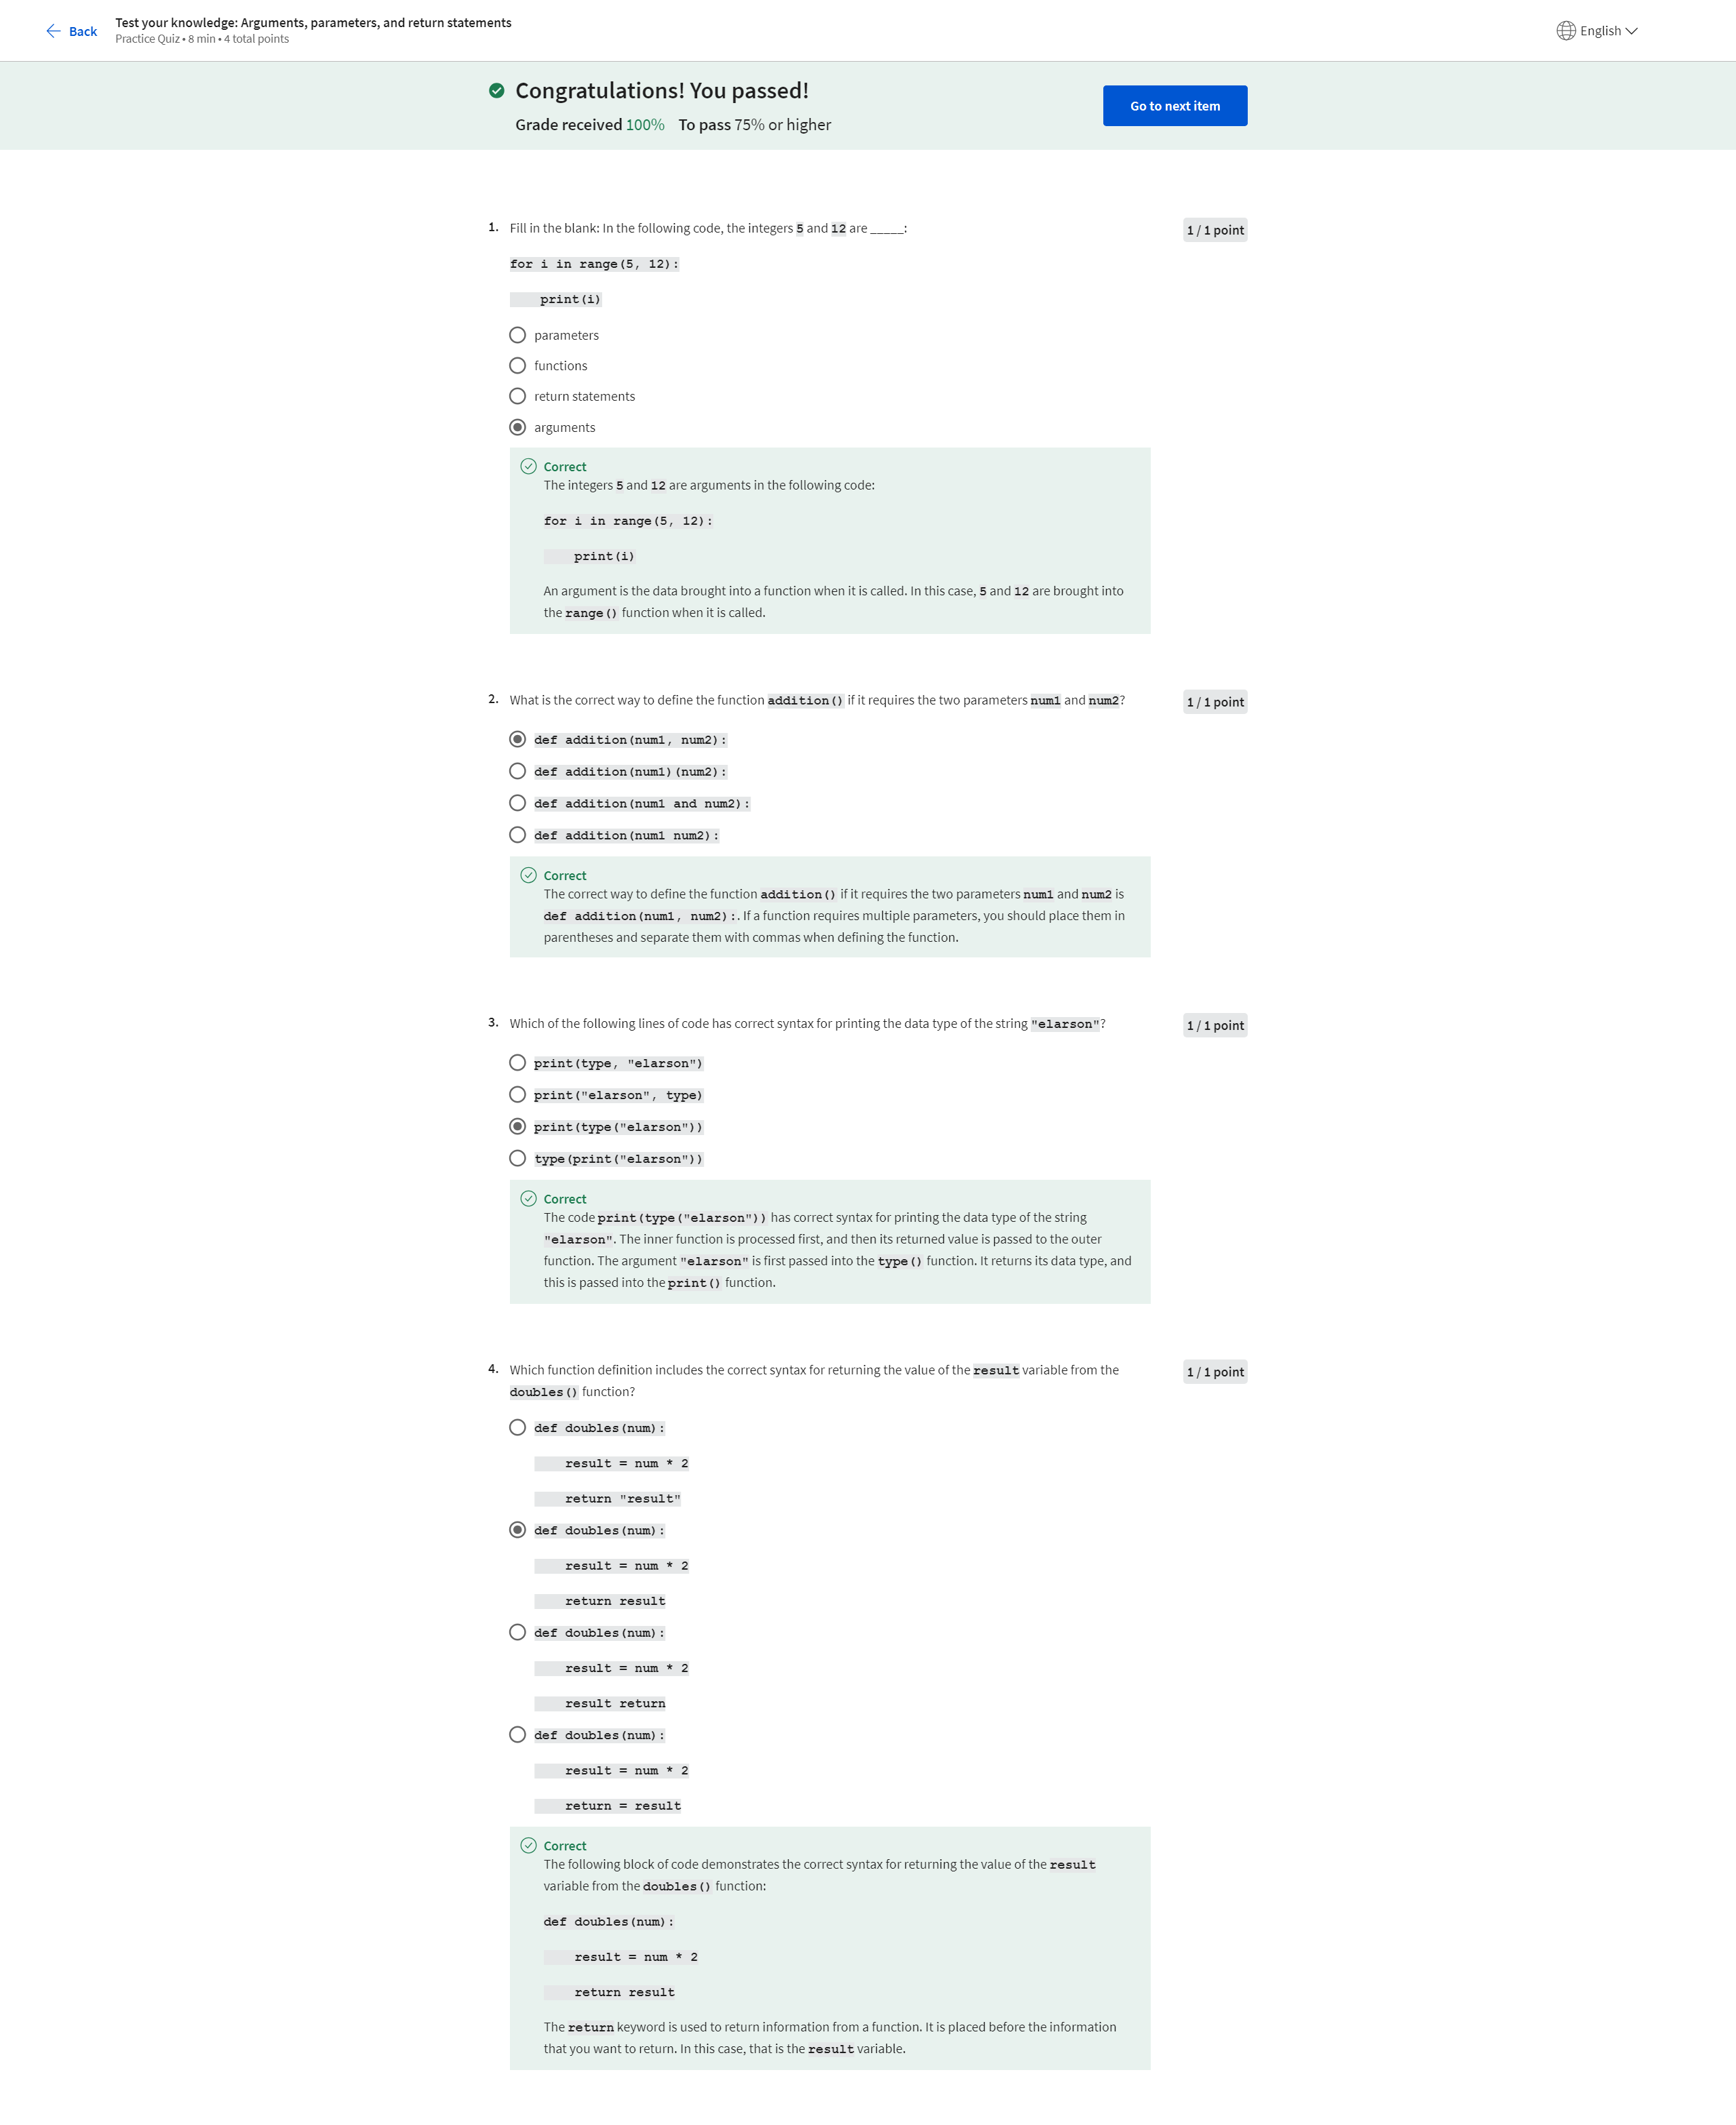 Back
Test your knowledge: Arguments, parameters, and return statements
Practice Quiz • 8 min • 4 total points
English
Congratulations! You passed!
Grade received 100% To pass 75% or higher
Go to next item
1. Fill in the blank: In the following code, the integers 5 and 12 are _____:
1 / 1 point
for i in range(5, 12):
    print(i)
parameters
functions
return statements
arguments
Correct
The integers 5 and 12 are arguments in the following code:
for i in range(5, 12):
    print(i)
An argument is the data brought into a function when it is called. In this case, 5 and 12 are brought into
the range() function when it is called.
2. What is the correct way to define the function addition() if it requires the two parameters num1 and num2?
1 / 1 point
def addition(num1, num2):
def addition(num1)(num2):
def addition(num1 and num2):
def addition(num1 num2):
Correct
The correct way to define the function addition() if it requires the two parameters num1 and num2 is
def addition(num1, num2):. If a function requires multiple parameters, you should place them in
parentheses and separate them with commas when defining the function.
3. Which of the following lines of code has correct syntax for printing the data type of the string "elarson"?
1 / 1 point
print(type, "elarson")
print("elarson", type)
print(type("elarson"))
type(print("elarson"))
Correct
The code print(type("elarson")) has correct syntax for printing the data type of the string
"elarson". The inner function is processed first, and then its returned value is passed to the outer
function. The argument "elarson" is first passed into the type() function. It returns its data type, and
this is passed into the print() function.
4. Which function definition includes the correct syntax for returning the value of the result variable from the
doubles() function?
1 / 1 point
def doubles(num):
    result = num * 2
    return "result"
def doubles(num):
    result = num * 2
    return result
def doubles(num):
    result = num * 2
    result return
def doubles(num):
    result = num * 2
    return = result
Correct
The following block of code demonstrates the correct syntax for returning the value of the result
variable from the doubles() function:
def doubles(num):
    result = num * 2
    return result
The return keyword is used to return information from a function. It is placed before the information
that you want to return. In this case, that is the result variable.